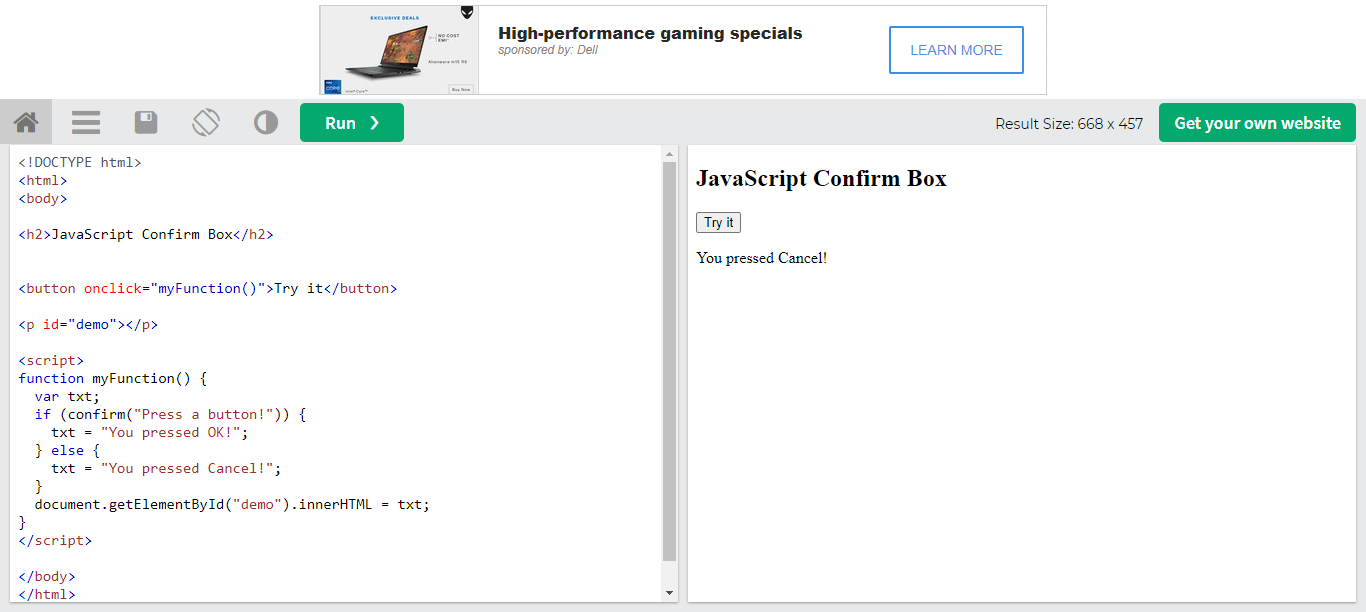 EXCLUSIVE DEALS
NO COST
EMI*
Alienware m15 R6
intel
CORE
Intel® Core™
Buy Now
High-performance gaming specials
sponsored by: Dell
LEARN MORE
Run ❯
Result Size: 668 x 457
Get your own website
<!DOCTYPE html>
<html>
<body>
<h2>JavaScript Confirm Box</h2>
<button onclick="myFunction()">Try it</button>
<p id="demo"></p>
<script>
function myFunction() {
  var txt;
  if (confirm("Press a button!")) {
    txt = "You pressed OK!";
  } else {
    txt = "You pressed Cancel!";
  }
  document.getElementById("demo").innerHTML = txt;
}
</script>
</body>
</html>
JavaScript Confirm Box
Try it
You pressed Cancel!